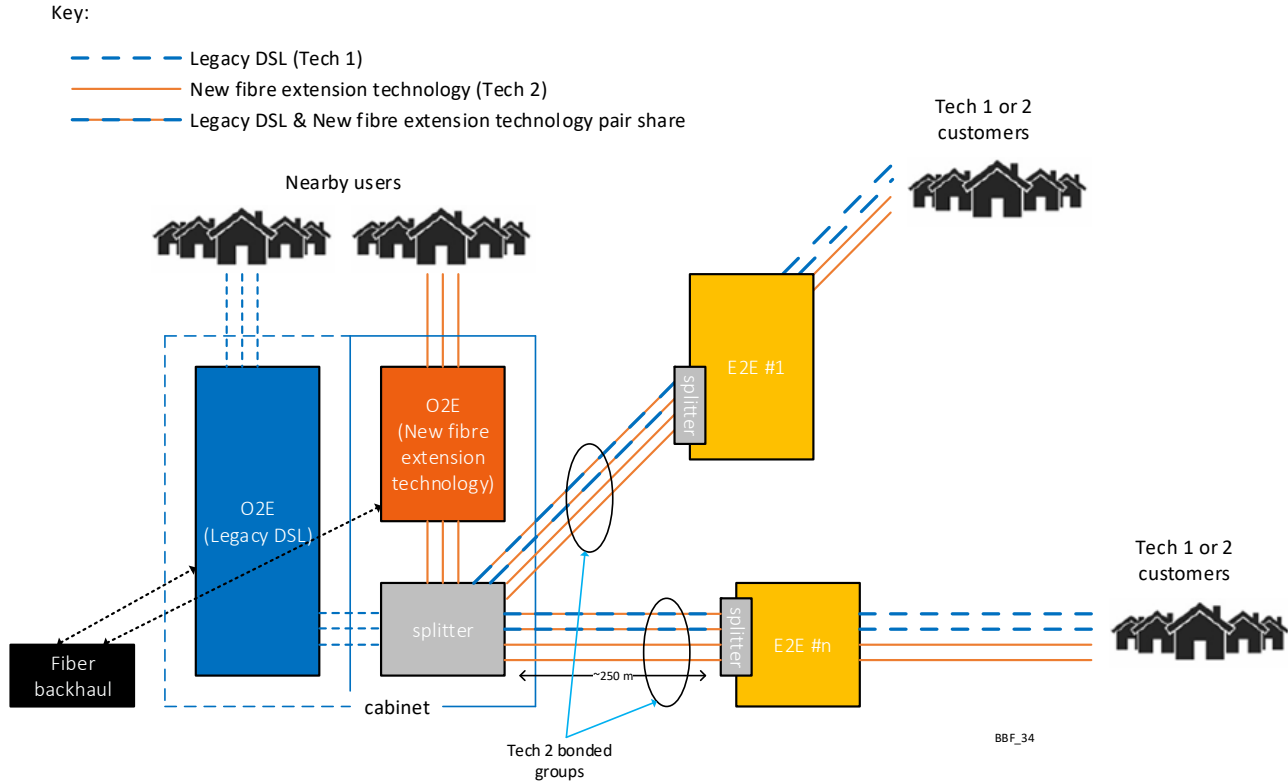 Key:
Legacy DSL (Tech 1)
New fibre extension technology (Tech 2)
Legacy DSL & New fibre extension technology pair share
Tech 1 or 2
customers
Nearby users
E2E #1
splitter
O2E
(New fibre
extension
technology)
O2E
(Legacy DSL)
Tech 1 or 2
customers
splitter
splitter
E2E #n
~250 m
Fiber
backhaul
cabinet
Tech 2 bonded
groups
BBF_34